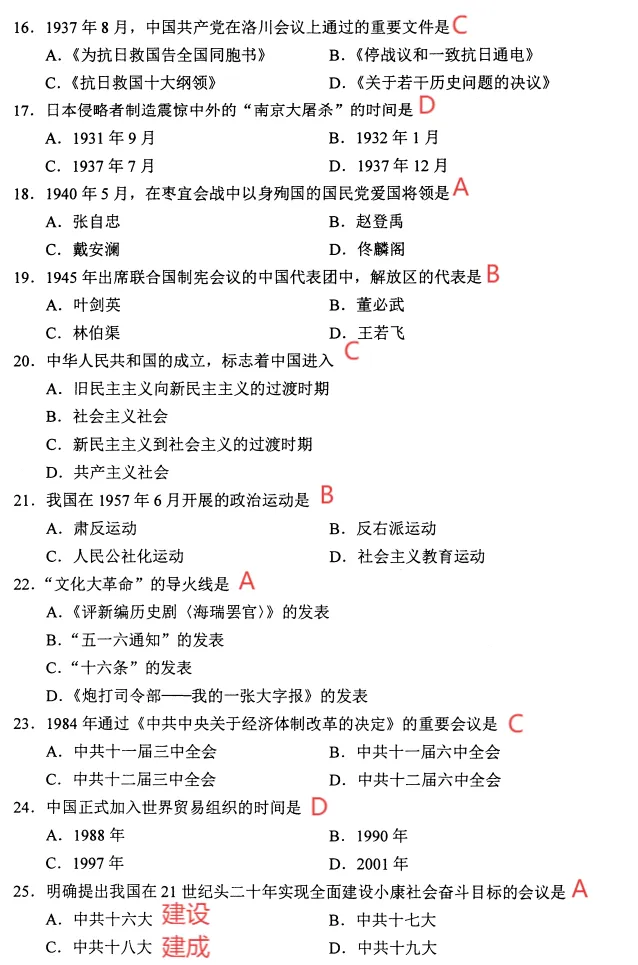 16. 1937 年 8 月，中国共产党在洛川会议上通过的重要文件是 C
A.《为抗日救国告全国同胞书》 B.《停战议和一致抗日通电》
C.《抗日救国十大纲领》 D.《关于若干历史问题的决议》
17. 日本侵略者制造震惊中外的“南京大屠杀”的时间是 D
A. 1931 年 9 月 B. 1932 年 1 月
C. 1937 年 7 月 D. 1937 年 12 月
18. 1940 年 5 月，在枣宜会战中以身殉国的国民党爱国将领是 A
A. 张自忠 B. 赵登禹
C. 戴安澜 D. 佟麟阁
19. 1945 年出席联合国制宪会议的中国代表团中，解放区的代表是 B
A. 叶剑英 B. 董必武
C. 林伯渠 D. 王若飞
20. 中华人民共和国的成立，标志着中国进入 C
A. 旧民主主义向新民主主义的过渡时期
B. 社会主义社会
C. 新民主主义到社会主义的过渡时期
D. 共产主义社会
21. 我国在 1957 年 6 月开展的政治运动是 B
A. 肃反运动 B. 反右派运动
C. 人民公社化运动 D. 社会主义教育运动
22. “文化大革命”的导火线是 A
A.《评新编历史剧〈海瑞罢官〉》的发表
B. “五一六通知”的发表
C. “十六条”的发表
D.《炮打司令部——我的一张大字报》的发表
23. 1984 年通过《中共中央关于经济体制改革的决定》的重要会议是 C
A. 中共十一届三中全会 B. 中共十一届六中全会
C. 中共十二届三中全会 D. 中共十二届六中全会
24. 中国正式加入世界贸易组织的时间是 D
A. 1988 年 B. 1990 年
C. 1997 年 D. 2001 年
25. 明确提出我国在 21 世纪头二十年实现全面建设小康社会奋斗目标的会议是 A
A. 中共十六大 建设 B. 中共十七大
C. 中共十八大 建成 D. 中共十九大